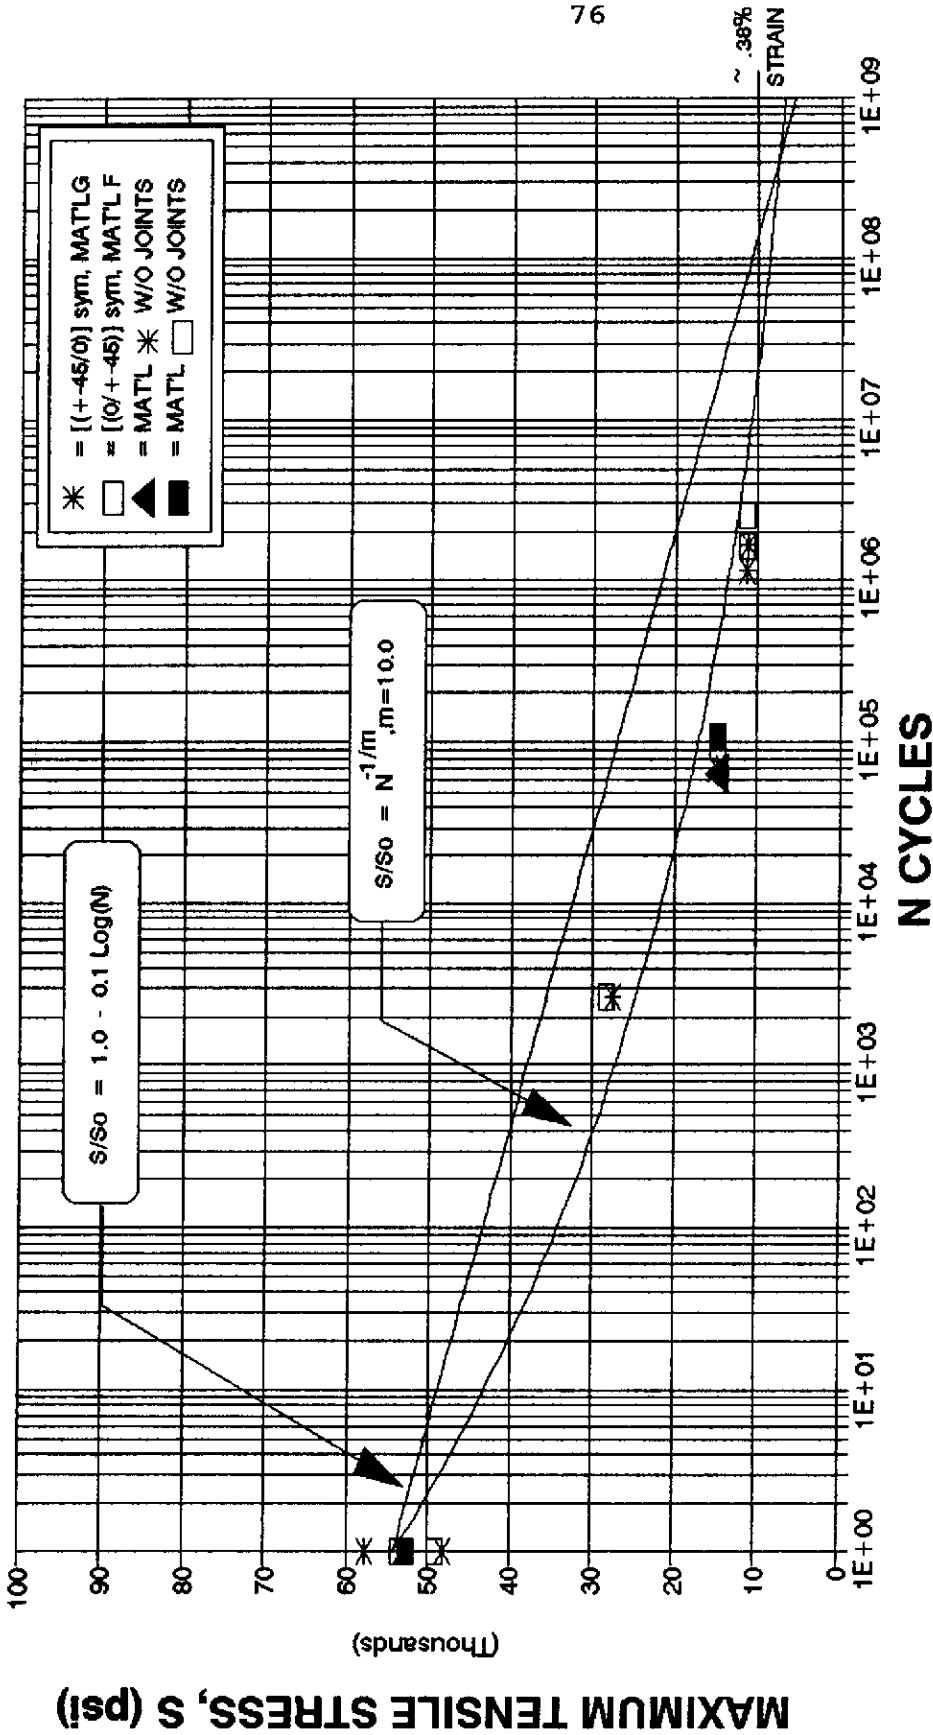 76
= [(+-45/0)] sym, MAT'L G
= [(0/+-45)] sym, MAT'L F
= MAT'L W/O JOINTS
= MAT'L W/O JOINTS
S/So = 1.0 - 0.1 Log(N)
S/So = N^-1/m ,m=10.0
~ .38%
STRAIN
MAXIMUM TENSILE STRESS, S (psi)
(Thousands)
100
90
80
70
60
50
40
30
20
10
0
1E+00
1E+01
1E+02
1E+03
1E+04
1E+05
1E+06
1E+07
1E+08
1E+09
N CYCLES